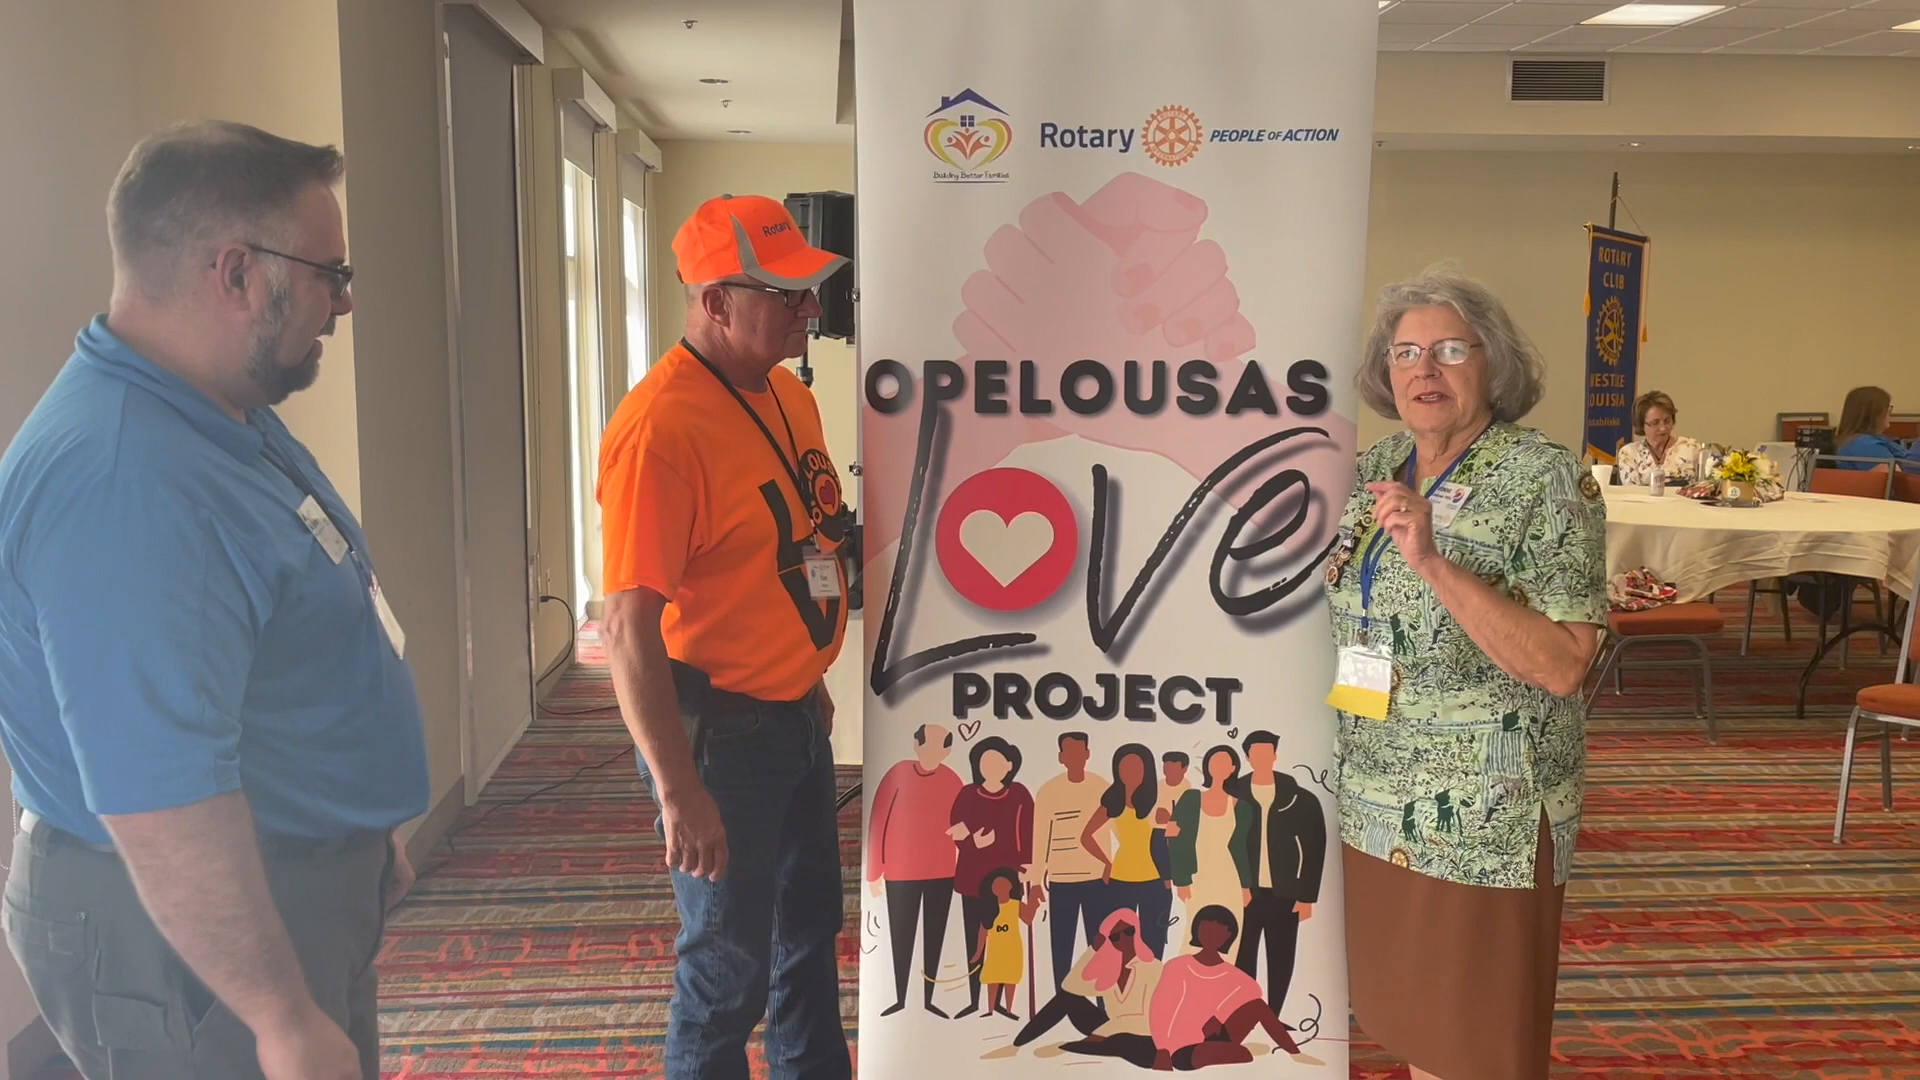 Building Better Families
Rotary
PEOPLE OF ACTION
OPELOUSAS
Love
PROJECT
Rotary
ROTARY
CLUB